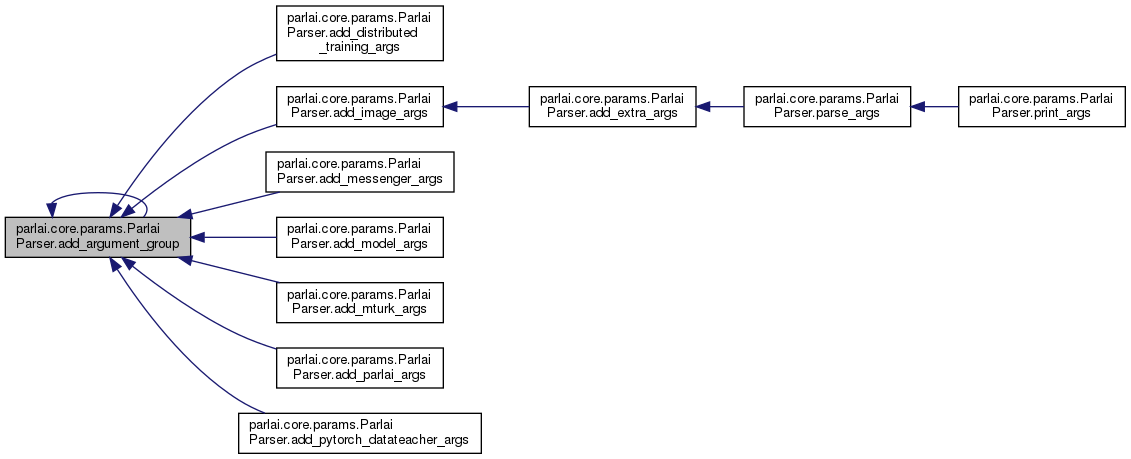 parlai.core.params.Parlai
Parser.add_distributed
_training_args
parlai.core.params.Parlai
Parser.add_image_args
parlai.core.params.Parlai
Parser.add_extra_args
parlai.core.params.Parlai
Parser.parse_args
parlai.core.params.Parlai
Parser.print_args
parlai.core.params.Parlai
Parser.add_messenger_args
parlai.core.params.Parlai
Parser.add_argument_group
parlai.core.params.Parlai
Parser.add_model_args
parlai.core.params.Parlai
Parser.add_mturk_args
parlai.core.params.Parlai
Parser.add_parlai_args
parlai.core.params.Parlai
Parser.add_pytorch_datateacher_args